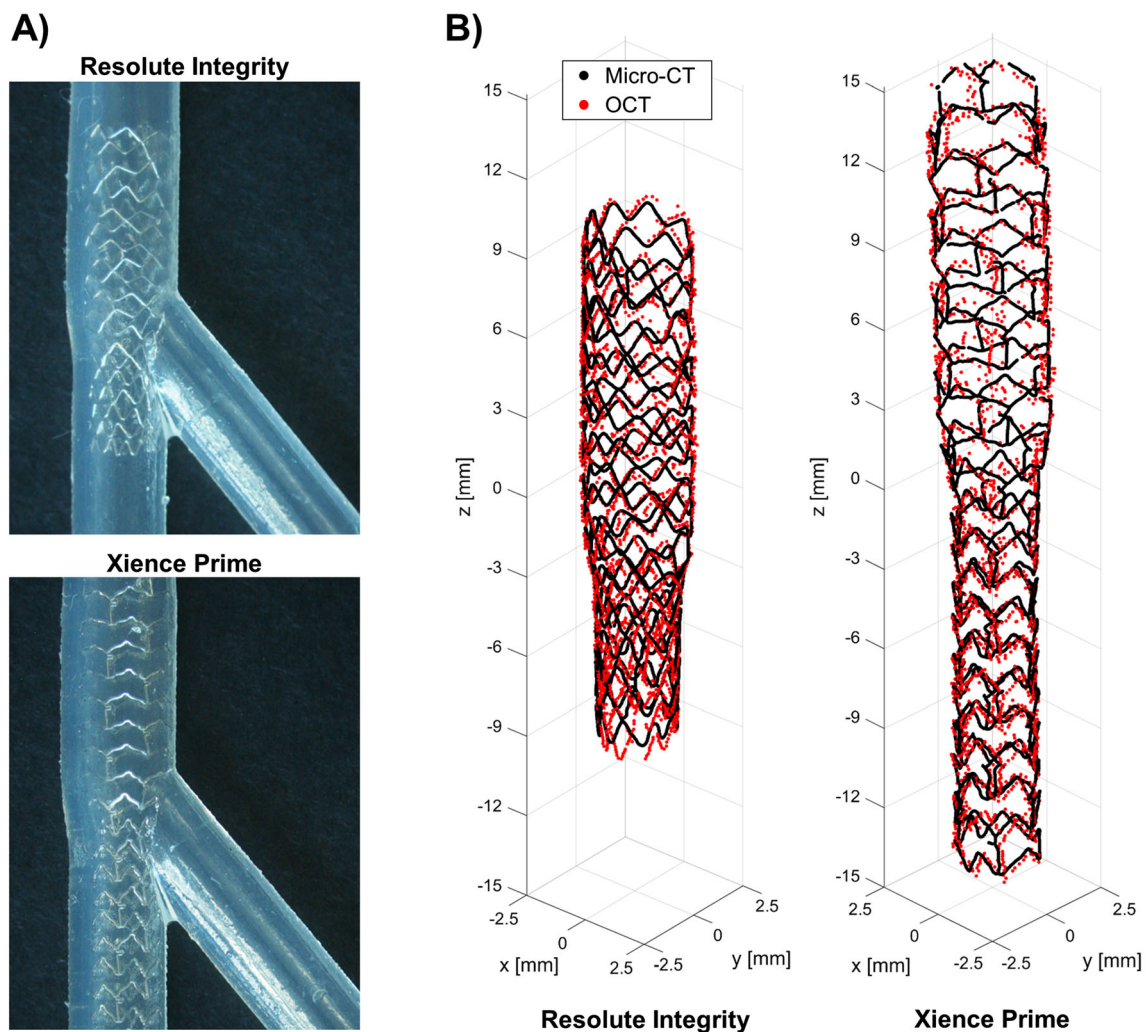 A)
Resolute Integrity
Xience Prime
B)
Micro-CT
OCT
15
12
9
6
3
0
-3
-6
-9
-12
-15
z [mm]
-2.5
0
2.5
x [mm]
-2.5
0
2.5
y [mm]
Resolute Integrity
15
12
9
6
3
0
-3
-6
-9
-12
-15
z [mm]
2.5
0
-2.5
x [mm]
-2.5
0
2.5
y [mm]
Xience Prime